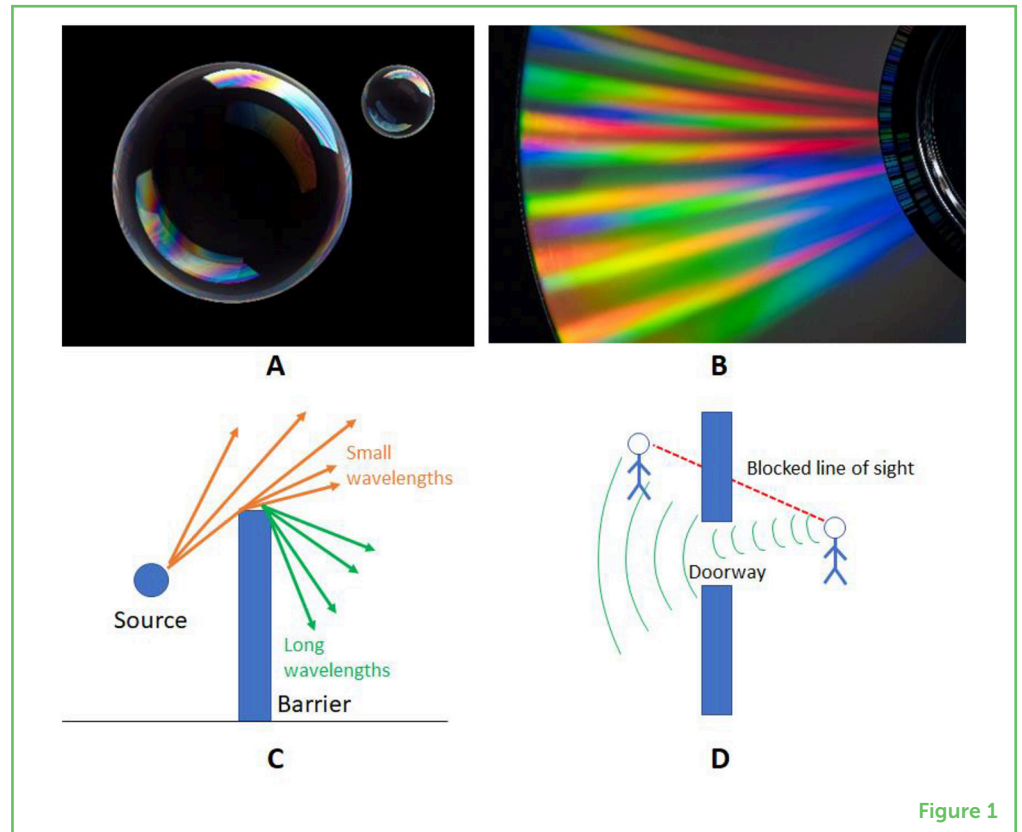 A
B
Small
wavelengths
Source
Long
wavelengths
Barrier
C
Blocked line of sight
Doorway
D
Figure 1